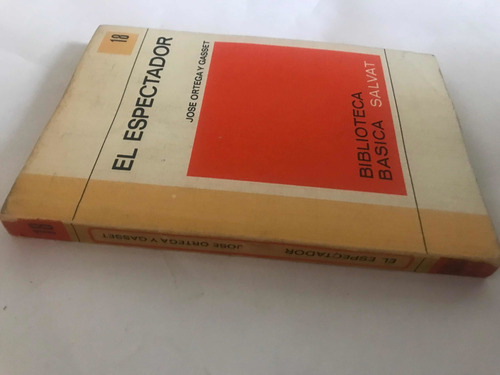 18
EL ESPECTADOR
JOSE ORTEGA Y GASSET
BIBLIOTECA
BASICA SALVAT
18
JOSE ORTEGA Y GASSET
EL ESPECTADOR